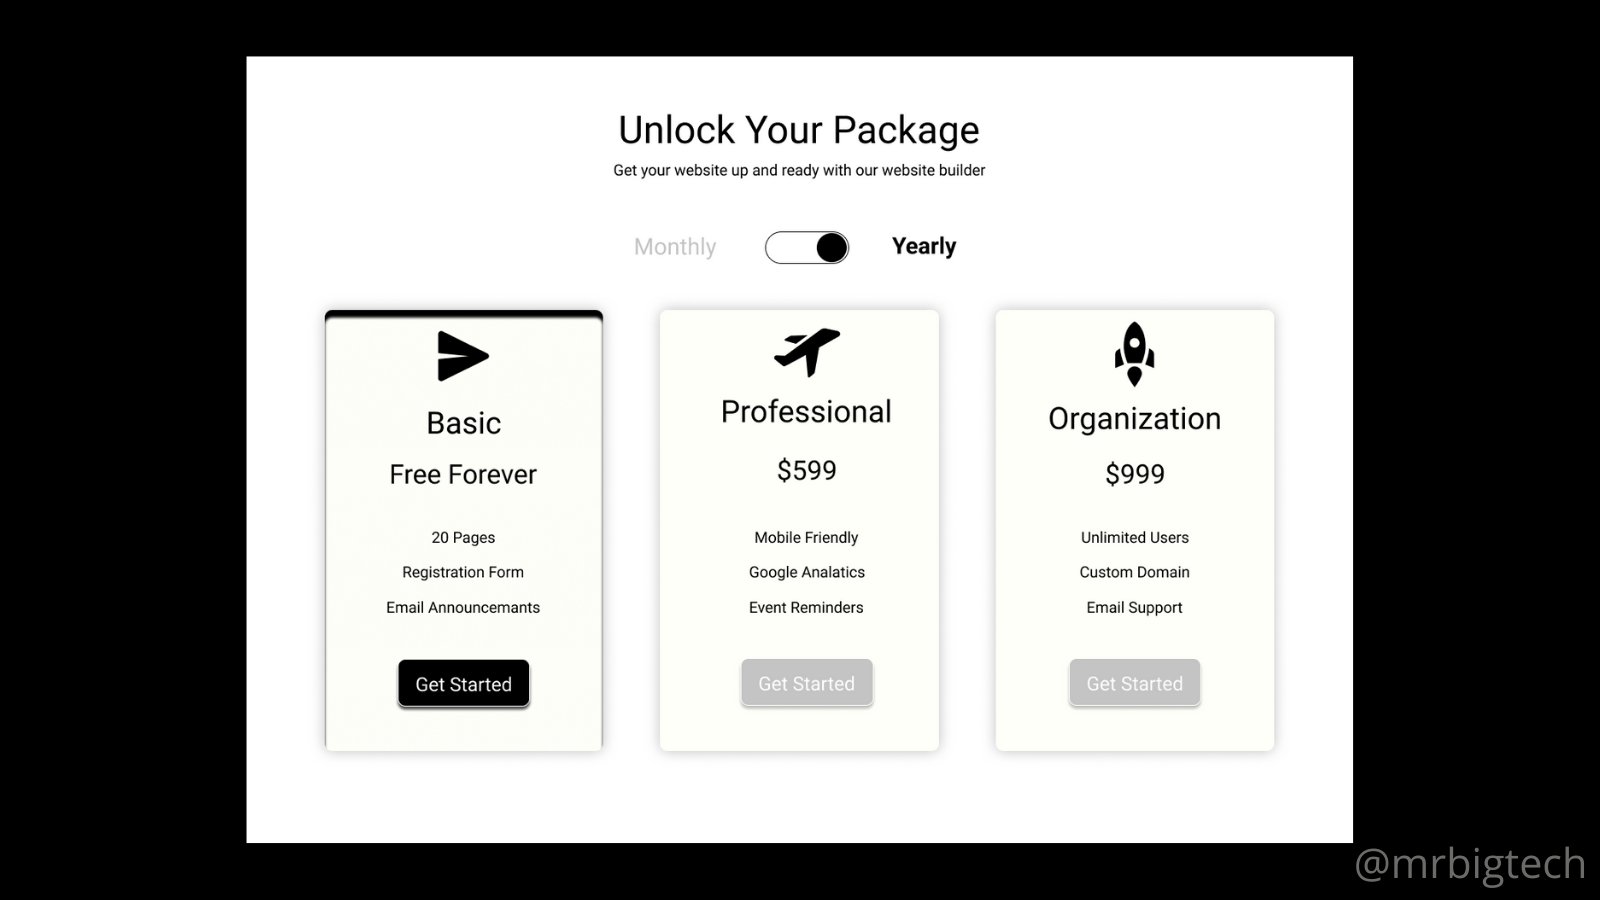 Unlock Your Package
Get your website up and ready with our website builder
Monthly
Yearly
Basic
Free Forever
20 Pages
Registration Form
Email Announcemants
Get Started
Professional
$599
Mobile Friendly
Google Analatics
Event Reminders
Get Started
Organization
$999
Unlimited Users
Custom Domain
Email Support
Get Started
@mrbigtech